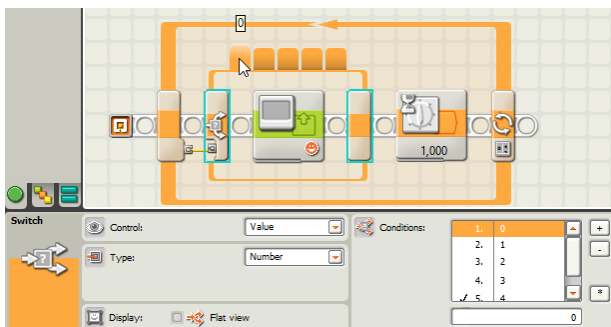 0
1,000
Switch
Control:
Value
Type:
Number
Display:
Flat view
Conditions:
1. 0
2. 1
3. 2
4. 3
5. 4
+
-
*
0